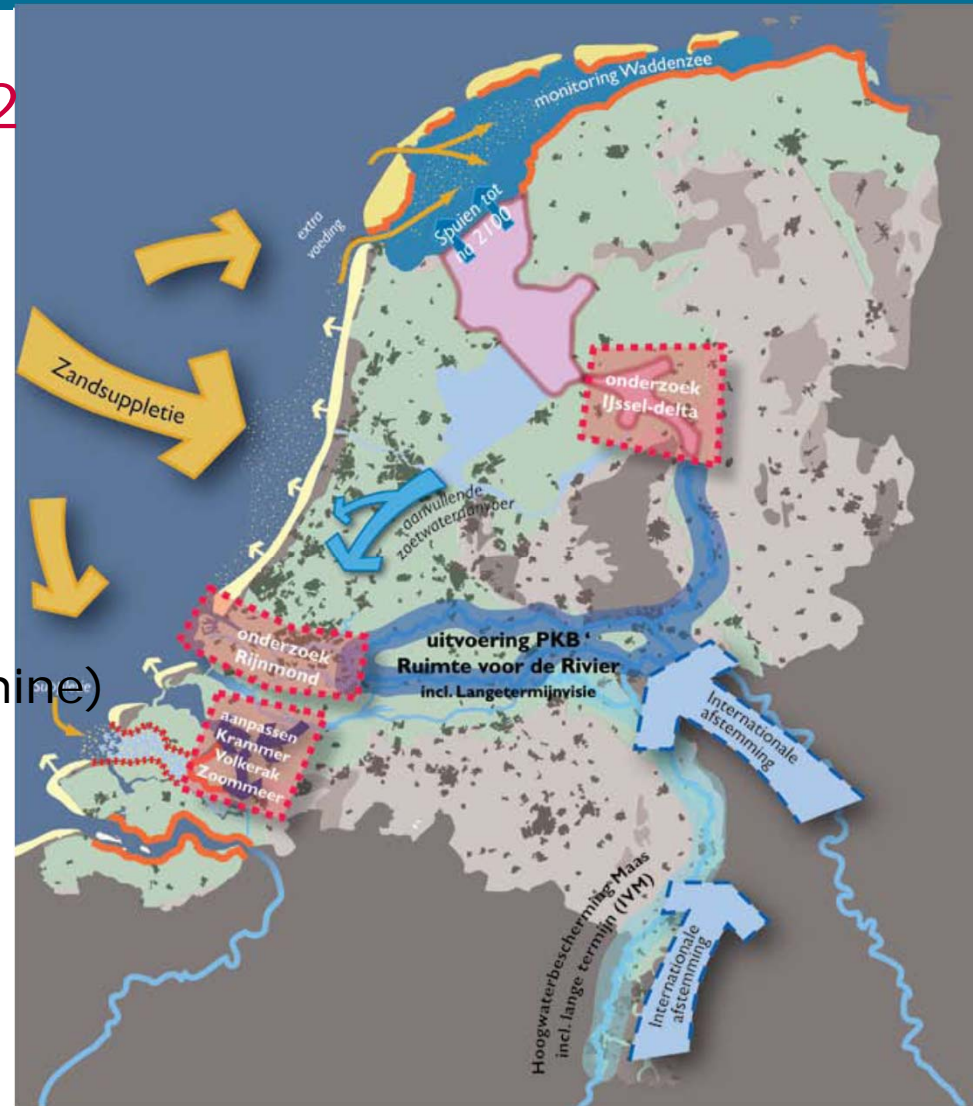 2
monitoring Waddenzee
extra
voeding
Spuien tot
na 2100
Zandsuppletie
onderzoek
IJssel-delta
aanvullende
zoetwateraanvoer
onderzoek
Rijnmond
uitvoering PKB '
Ruimte voor de Rivier
incl. Langetermijnvisie
nine)
aanpassen
Krammer
Volkerak
Zoommeer
Internationale
afstemming
Hoogwaterbescherming Maas
incl. lange termijn (IVM)
Internationale
afstemming